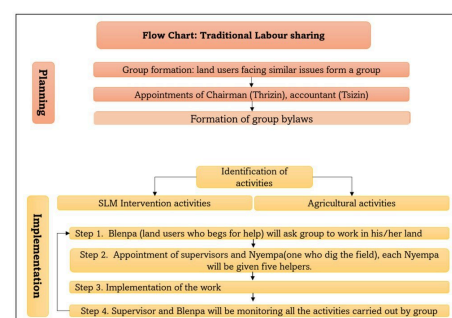 Flow Chart: Traditional Labour sharing
Planning
Group formation: land users facing similar issues form a group
Appointments of Chairman (Thrizin), accountant (Tsizin)
Formation of group bylaws
Identification of
activities
SLM Intervention activities
Agricultural activities
Implementation
Step 1. Blenpa (land users who begs for help) will ask group to work in his/her land
Step 2. Appointment of supervisors and Nyempa(one who dig the field), each Nyempa
will be given five helpers.
Step 3. Implementation of the work
Step 4. Supervisor and Blenpa will be monitoring all the activities carried out by group